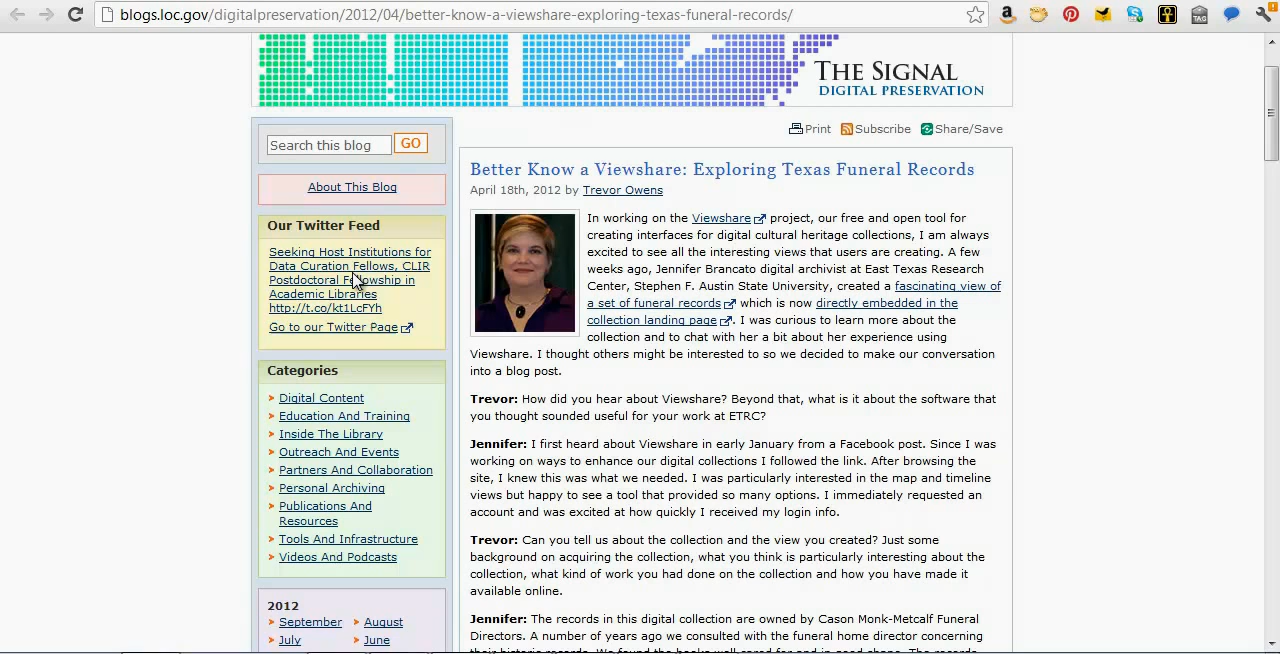 blogs.loc.gov/digitalpreservation/2012/04/better-know-a-viewshare-exploring-texas-funeral-records/
TAG
THE SIGNAL
DIGITAL PRESERVATION
Print Subscribe Share/Save
Search this blog GO
About This Blog
Our Twitter Feed
Seeking Host Institutions for
Data Curation Fellows, CLIR
Postdoctoral Fellowship in
Academic Libraries
http://t.co/kt1LcFYh
Go to our Twitter Page
Categories
Digital Content
Education And Training
Inside The Library
Outreach And Events
Partners And Collaboration
Personal Archiving
Publications And
Resources
Tools And Infrastructure
Videos And Podcasts
2012
September August
July June
Better Know a Viewshare: Exploring Texas Funeral Records
April 18th, 2012 by Trevor Owens
In working on the Viewshare project, our free and open tool for
creating interfaces for digital cultural heritage collections, I am always
excited to see all the interesting views that users are creating. A few
weeks ago, Jennifer Brancato digital archivist at East Texas Research
Center, Stephen F. Austin State University, created a fascinating view of
a set of funeral records which is now directly embedded in the
collection landing page. I was curious to learn more about the
collection and to chat with her a bit about her experience using
Viewshare. I thought others might be interested to so we decided to make our conversation
into a blog post.
Trevor: How did you hear about Viewshare? Beyond that, what is it about the software that
you thought sounded useful for your work at ETRC?
Jennifer: I first heard about Viewshare in early January from a Facebook post. Since I was
working on ways to enhance our digital collections I followed the link. After browsing the
site, I knew this was what we needed. I was particularly interested in the map and timeline
views but happy to see a tool that provided so many options. I immediately requested an
account and was excited at how quickly I received my login info.
Trevor: Can you tell us about the collection and the view you created? Just some
background on acquiring the collection, what you think is particularly interesting about the
collection, what kind of work you had done on the collection and how you have made it
available online.
Jennifer: The records in this digital collection are owned by Cason Monk-Metcalf Funeral
Directors. A number of years ago we consulted with the funeral home director concerning